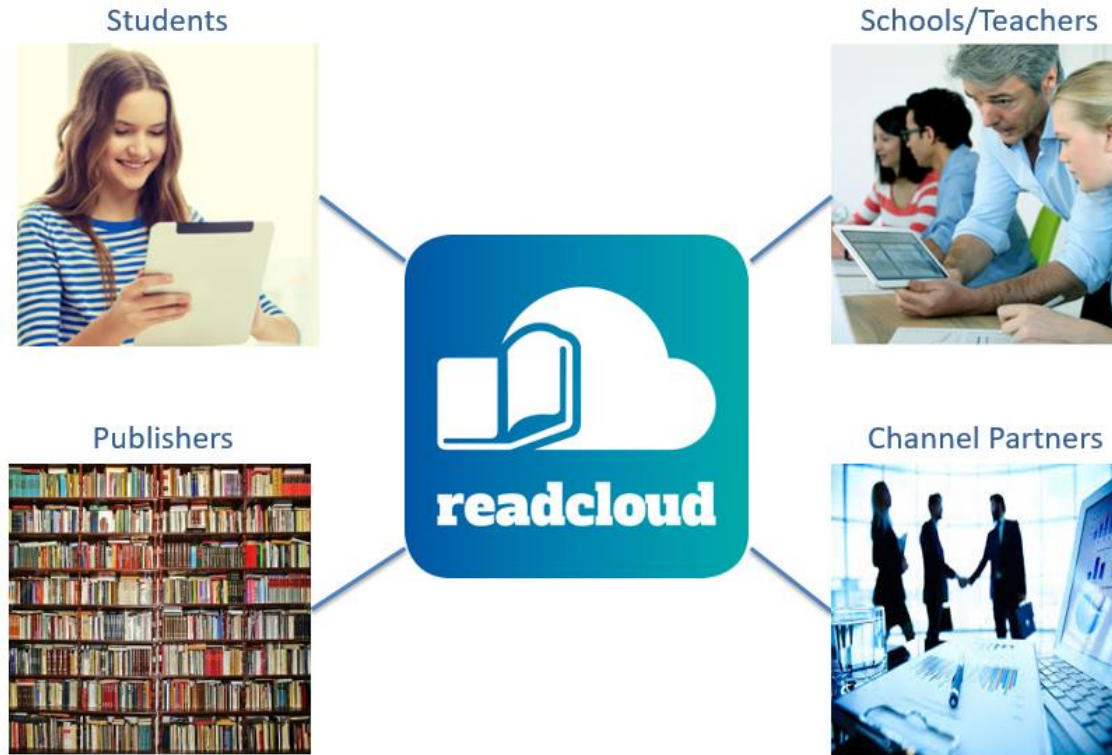 Students
Schools/Teachers
readcloud
Publishers
Channel Partners